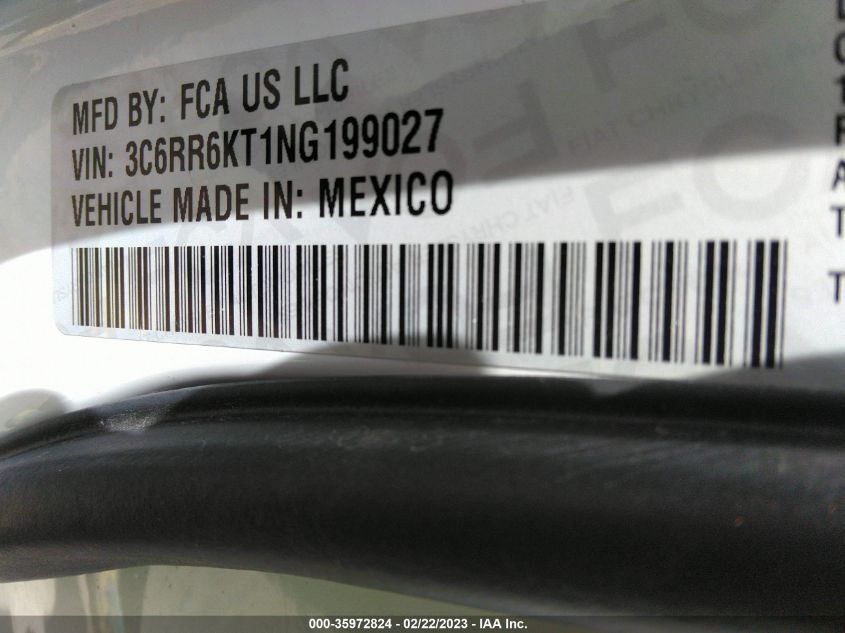 MFD BY: FCA US LLC
VIN: 3C6RR6KT1NG199027
VEHICLE MADE IN: MEXICO
000-35972824 - 02/22/2023 - IAA Inc.